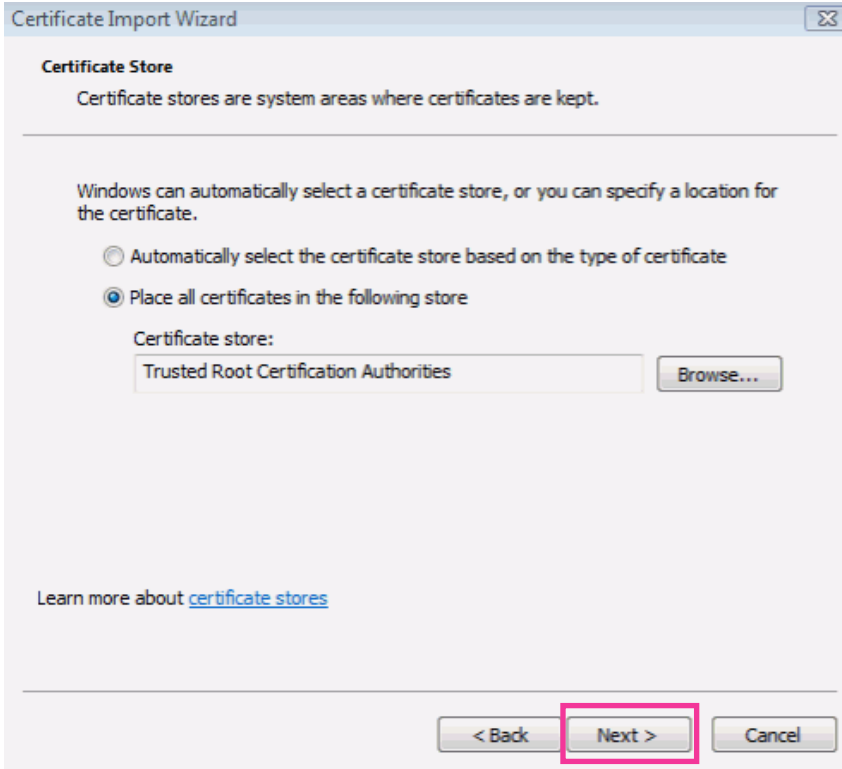 Certificate Import Wizard
Certificate Store
Certificate stores are system areas where certificates are kept.
Windows can automatically select a certificate store, or you can specify a location for
the certificate.
Automatically select the certificate store based on the type of certificate
Place all certificates in the following store
Certificate store:
Trusted Root Certification Authorities
Browse...
Learn more about certificate stores
< Back Next > Cancel